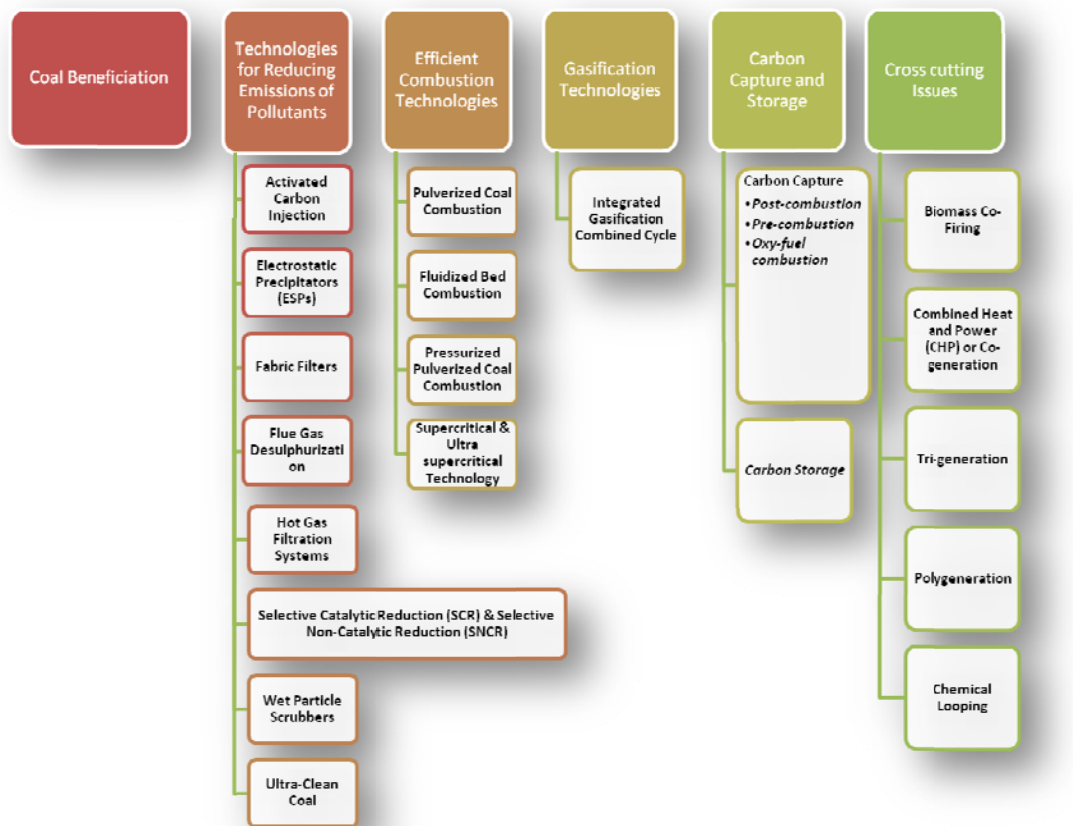 Coal Beneficiation
Technologies
for Reducing
Emissions of
Pollutants
Efficient
Combustion
Technologies
Gasification
Technologies
Carbon
Capture and
Storage
Cross cutting
Issues
Activated
Carbon
Injection
Electrostatic
Precipitators
(ESPs)
Fabric Filters
Flue Gas
Desulphurizati
on
Hot Gas
Filtration
Systems
Selective Catalytic Reduction (SCR) & Selective
Non-Catalytic Reduction (SNCR)
Wet Particle
Scrubbers
Ultra-Clean
Coal
Pulverized Coal
Combustion
Fluidized Bed
Combustion
Pressurized
Pulverized Coal
Combustion
Supercritical &
Ultra
supercritical
Technology
Integrated
Gasification
Combined Cycle
Carbon Capture
• Post-combustion
• Pre-combustion
• Oxy-fuel
combustion
Carbon Storage
Biomass Co-
Firing
Combined Heat
and Power
(CHP) or Co-
generation
Tri-generation
Polygeneration
Chemical
Looping